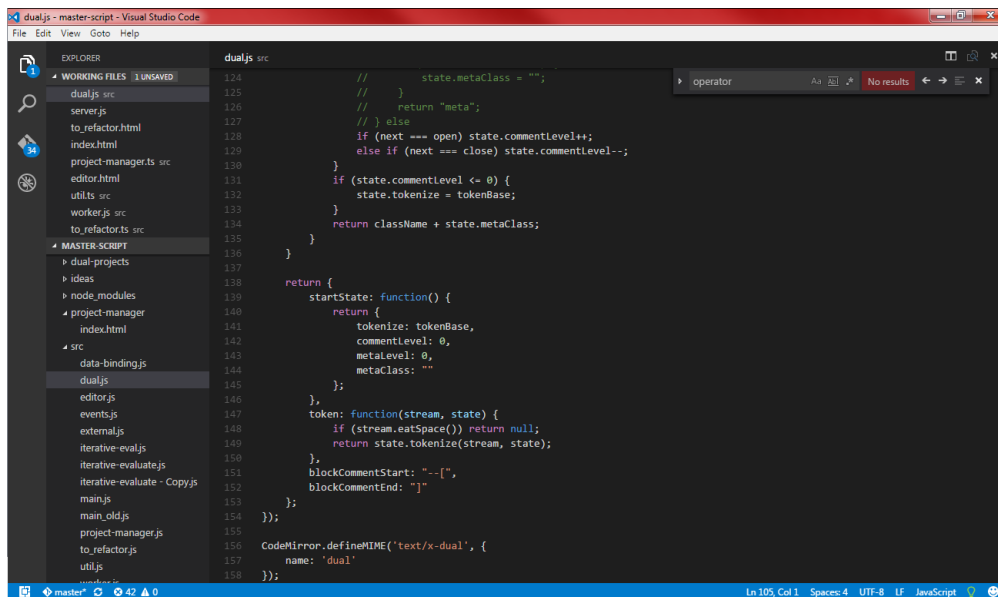 dual.js - master-script - Visual Studio Code
File Edit View Goto Help
EXPLORER
WORKING FILES 1 UNSAVED
dual.js src
server.js
to_refactor.html
index.html
project-manager.ts src
editor.html
util.ts src
worker.js src
to_refactor.ts src
MASTER-SCRIPT
dual-projects
ideas
node_modules
project-manager
index.html
src
data-binding.js
dual.js
editor.js
events.js
external.js
iterative-eval.js
iterative-evaluate.js
iterative-evaluate - Copy.js
main.js
main_old.js
project-manager.js
to_refactor.js
util.js
worker.js
1
34
dual.js src
operator Aa Ab| .* No results
124 // state.metaClass = "";
125 // }
126 // return "meta";
127 // } else
128 if (next === open) state.commentLevel++;
129 else if (next === close) state.commentLevel--;
130 }
131 if (state.commentLevel <= 0) {
132 state.tokenize = tokenBase;
133 }
134 return className + state.metaClass;
135 }
136 }
137
138 return {
139 startState: function() {
140 return {
141 tokenize: tokenBase,
142 commentLevel: 0,
143 metaLevel: 0,
144 metaClass: ""
145 };
146 },
147 token: function(stream, state) {
148 if (stream.eatSpace()) return null;
149 return state.tokenize(stream, state);
150 },
151 blockCommentStart: "--[",
152 blockCommentEnd: "]"
153 };
154 });
155
156 CodeMirror.defineMIME('text/x-dual', {
157 name: 'dual'
158 });
master* 42 0
Ln 105, Col 1 Spaces: 4 UTF-8 LF JavaScript